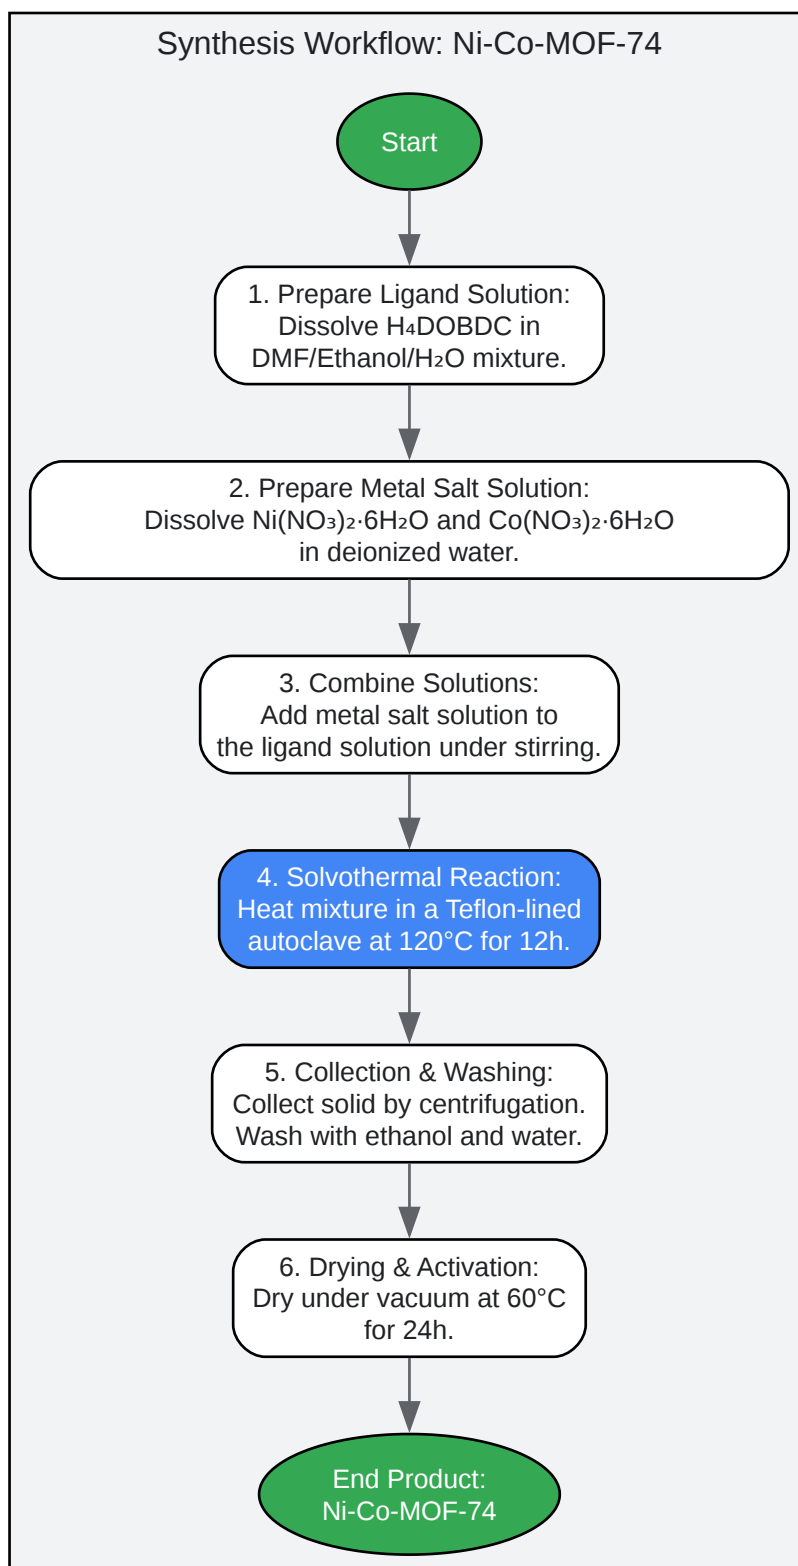 Synthesis Workflow: Ni-Co-MOF-74
Start
1. Prepare Ligand Solution:
Dissolve H₄DOBDC in
DMF/Ethanol/H₂O mixture.
2. Prepare Metal Salt Solution:
Dissolve Ni(NO₃)₂·6H₂O and Co(NO₃)₂·6H₂O
in deionized water.
3. Combine Solutions:
Add metal salt solution to
the ligand solution under stirring.
4. Solvothermal Reaction:
Heat mixture in a Teflon-lined
autoclave at 120°C for 12h.
5. Collection & Washing:
Collect solid by centrifugation.
Wash with ethanol and water.
6. Drying & Activation:
Dry under vacuum at 60°C
for 24h.
End Product:
Ni-Co-MOF-74